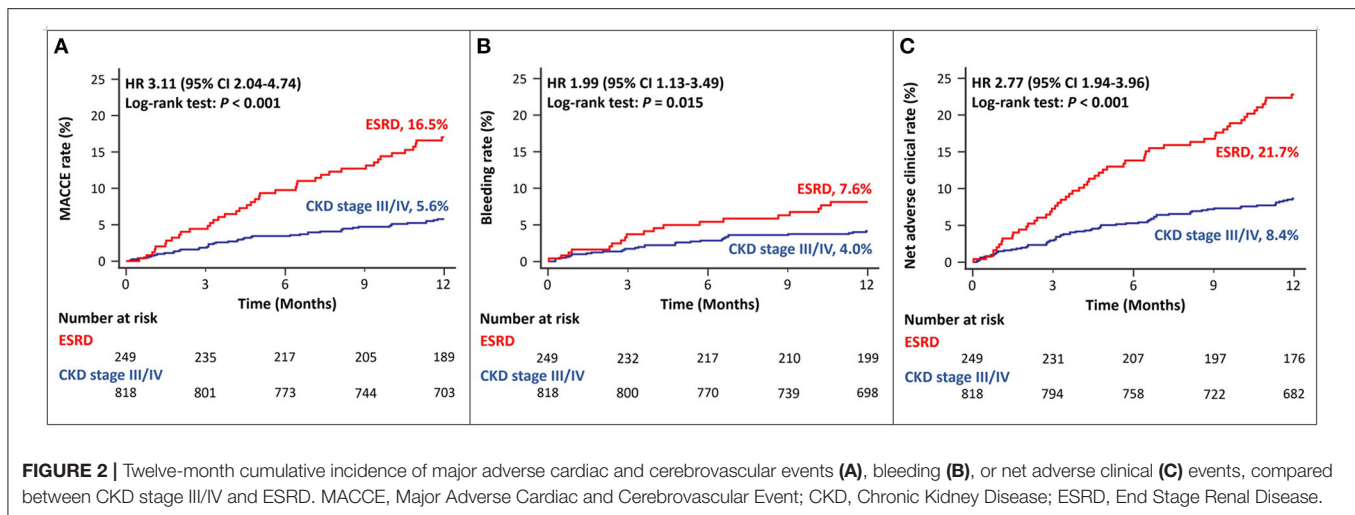 A
HR 3.11 (95% CI 2.04-4.74)
Log-rank test: P < 0.001
MACCE rate (%)
25
20
15
10
5
0
ESRD, 16.5%
CKD stage III/IV, 5.6%
0 3 6 9 12
Time (Months)
Number at risk
ESRD
249 235 217 205 189
CKD stage III/IV
818 801 773 744 703
B
HR 1.99 (95% CI 1.13-3.49)
Log-rank test: P = 0.015
Bleeding rate (%)
25
20
15
10
5
0
ESRD, 7.6%
CKD stage III/IV, 4.0%
0 3 6 9 12
Time (Months)
Number at risk
ESRD
249 232 217 210 199
CKD stage III/IV
818 800 770 739 698
C
HR 2.77 (95% CI 1.94-3.96)
Log-rank test: P < 0.001
Net adverse clinical rate (%)
25
20
15
10
5
0
ESRD, 21.7%
CKD stage III/IV, 8.4%
0 3 6 9 12
Time (Months)
Number at risk
ESRD
249 231 207 197 176
CKD stage III/IV
818 794 758 722 682
FIGURE 2 | Twelve-month cumulative incidence of major adverse cardiac and cerebrovascular events (A), bleeding (B), or net adverse clinical (C) events, compared
between CKD stage III/IV and ESRD. MACCE, Major Adverse Cardiac and Cerebrovascular Event; CKD, Chronic Kidney Disease; ESRD, End Stage Renal Disease.